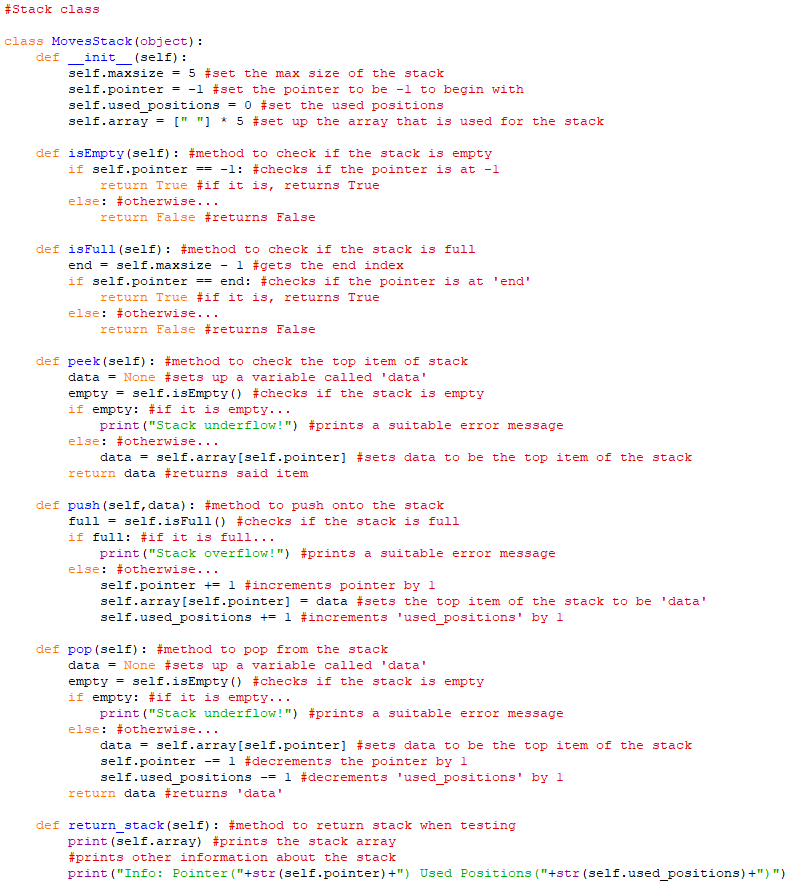 #Stack class

class MovesStack(object):
    def __init__(self):
        self.maxsize = 5 #set the max size of the stack
        self.pointer = -1 #set the pointer to be -1 to begin with
        self.used_positions = 0 #set the used positions
        self.array = [" "] * 5 #set up the array that is used for the stack

    def isEmpty(self): #method to check if the stack is empty
        if self.pointer == -1: #checks if the pointer is at -1
            return True #if it is, returns True
        else: #otherwise...
            return False #returns False

    def isFull(self): #method to check if the stack is full
        end = self.maxsize - 1 #gets the end index
        if self.pointer == end: #checks if the pointer is at 'end'
            return True #if it is, returns True
        else: #otherwise...
            return False #returns False

    def peek(self): #method to check the top item of stack
        data = None #sets up a variable called 'data'
        empty = self.isEmpty() #checks if the stack is empty
        if empty: #if it is empty...
            print("Stack underflow!") #prints a suitable error message
        else: #otherwise...
            data = self.array[self.pointer] #sets data to be the top item of the stack
        return data #returns said item

    def push(self,data): #method to push onto the stack
        full = self.isFull() #checks if the stack is full
        if full: #if it is full...
            print("Stack overflow!") #prints a suitable error message
        else: #otherwise...
            self.pointer += 1 #increments pointer by 1
            self.array[self.pointer] = data #sets the top item of the stack to be 'data'
            self.used_positions += 1 #increments 'used_positions' by 1

    def pop(self): #method to pop from the stack
        data = None #sets up a variable called 'data'
        empty = self.isEmpty() #checks if the stack is empty
        if empty: #if it is empty...
            print("Stack underflow!") #prints a suitable error message
        else: #otherwise...
            data = self.array[self.pointer] #sets data to be the top item of the stack
            self.pointer -= 1 #decrements the pointer by 1
            self.used_positions -= 1 #decrements 'used_positions' by 1
        return data #returns 'data'

    def return_stack(self): #method to return stack when testing
        print(self.array) #prints the stack array
        #prints other information about the stack
        print("Info: Pointer("+str(self.pointer)+") Used Positions("+str(self.used_positions)+")")